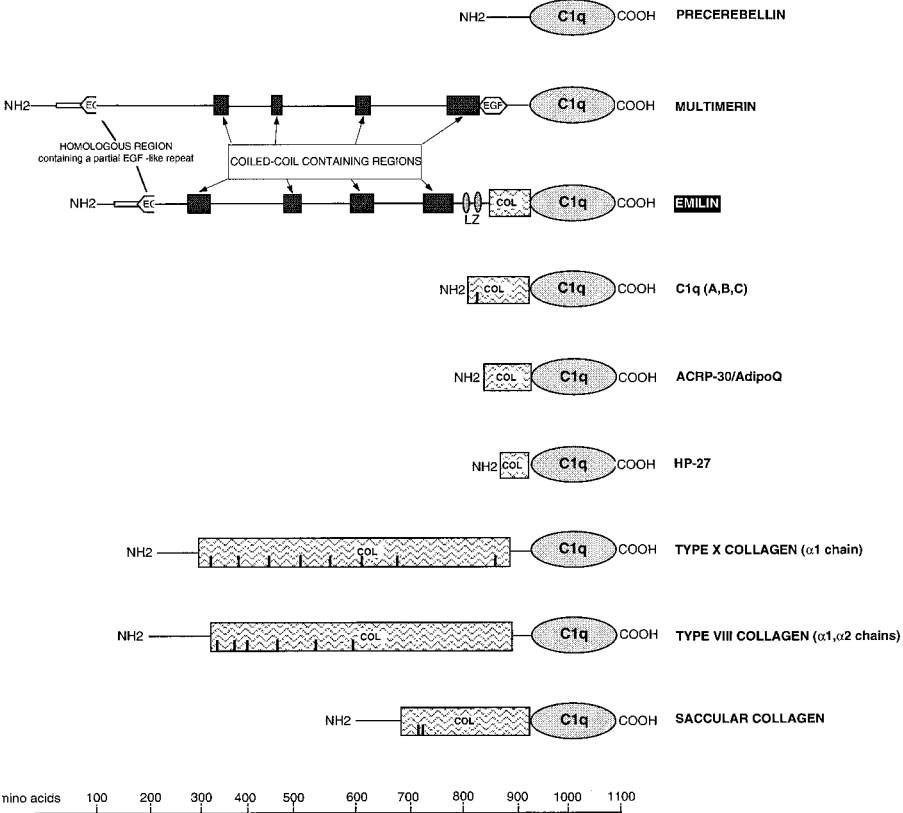 NH2 C1q COOH PRECEREBELLIN
NH2 EC EGF C1q COOH MULTIMERIN
HOMOLOGOUS REGION
containing a partial EGF -like repeat
COILED-COIL CONTAINING REGIONS
NH2 EC LZ COL C1q COOH EMILIN
NH2 COL C1q COOH C1q (A,B,C)
NH2 COL C1q COOH ACRP-30/AdipoQ
NH2 COL C1q COOH HP-27
NH2 COL C1q COOH TYPE X COLLAGEN (α1 chain)
NH2 COL C1q COOH TYPE VIII COLLAGEN (α1,α2 chains)
NH2 COL C1q COOH SACCULAR COLLAGEN
mino acids 100 200 300 400 500 600 700 800 900 1000 1100